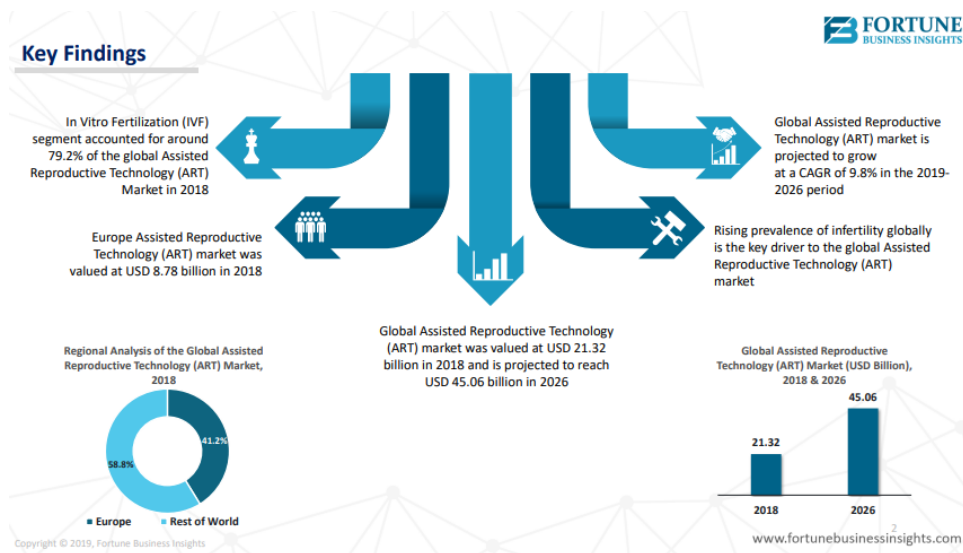 FORTUNE
BUSINESS INSIGHTS
Key Findings
In Vitro Fertilization (IVF)
segment accounted for around
79.2% of the global Assisted
Reproductive Technology (ART)
Market in 2018
Global Assisted Reproductive
Technology (ART) market is
projected to grow
at a CAGR of 9.8% in the 2019-
2026 period
Europe Assisted Reproductive
Technology (ART) market was
valued at USD 8.78 billion in 2018
Rising prevalence of infertility globally
is the key driver to the global Assisted
Reproductive Technology (ART)
market
Global Assisted Reproductive Technology
(ART) market was valued at USD 21.32
billion in 2018 and is projected to reach
USD 45.06 billion in 2026
Regional Analysis of the Global Assisted
Reproductive Technology (ART) Market,
2018
41.2%
58.8%
Europe
Rest of World
Global Assisted Reproductive
Technology (ART) Market (USD Billion),
2018 & 2026
45.06
21.32
2018
2026
2
Copyright © 2019, Fortune Business Insights
www.fortunebusinessinsights.com